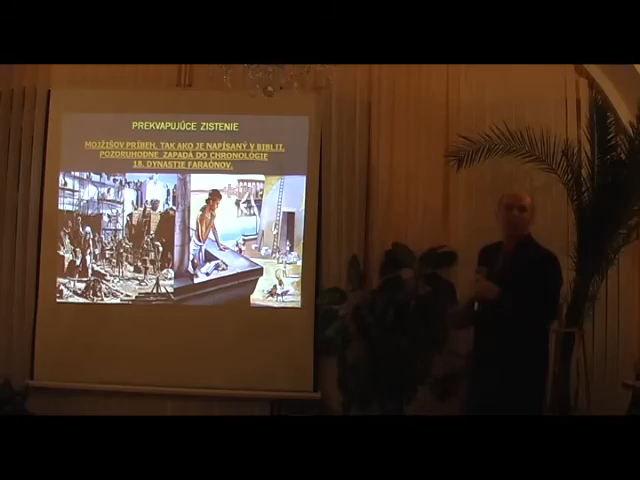 PREKVAPUJÚCE ZISTENIE
MOJŽIŠOV PRÍBEH, TAK AKO JE NAPÍSANÝ V BIBLII,
POZORUHODNE ZAPADÁ DO CHRONOLÓGIE
18. DYNASTIE FARAÓNOV.